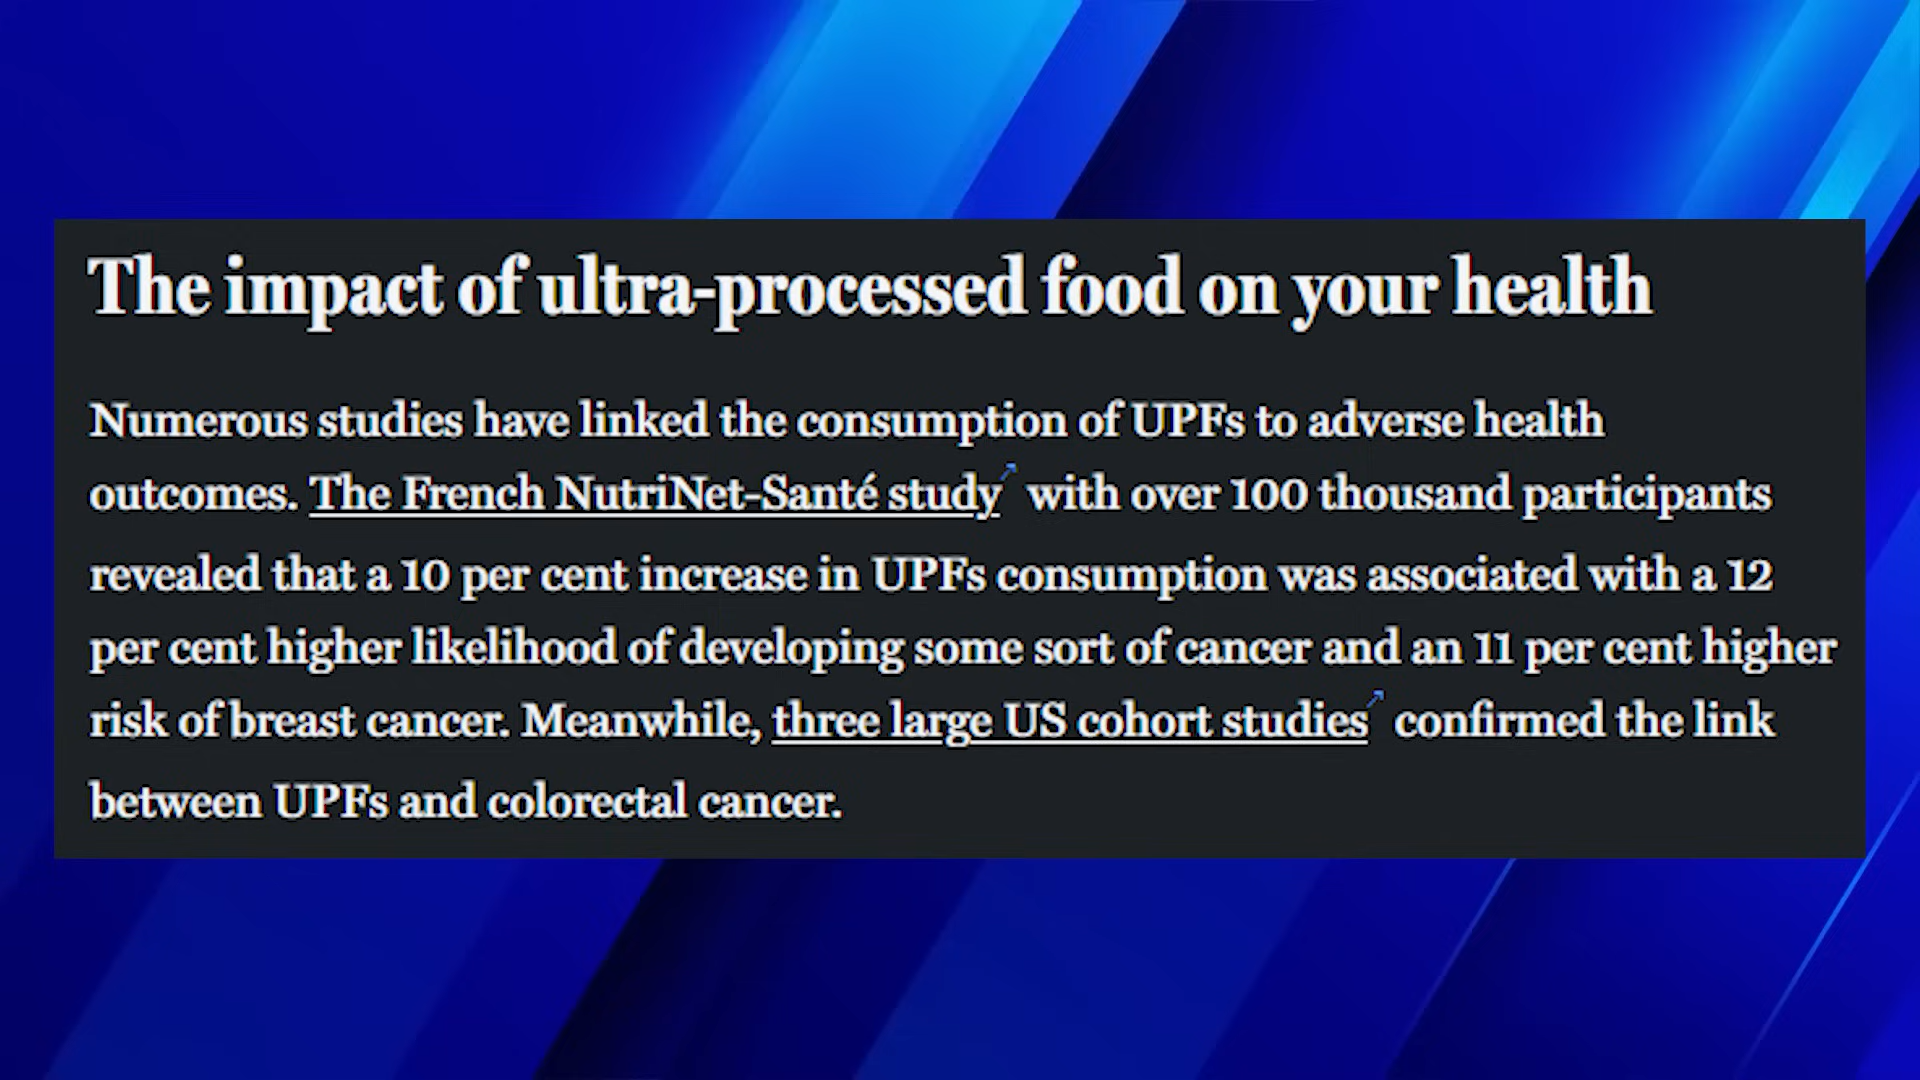 The impact of ultra-processed food on your health
Numerous studies have linked the consumption of UPFs to adverse health
outcomes. The French NutriNet-Santé study↗ with over 100 thousand participants
revealed that a 10 per cent increase in UPFs consumption was associated with a 12
per cent higher likelihood of developing some sort of cancer and an 11 per cent higher
risk of breast cancer. Meanwhile, three large US cohort studies↗ confirmed the link
between UPFs and colorectal cancer.